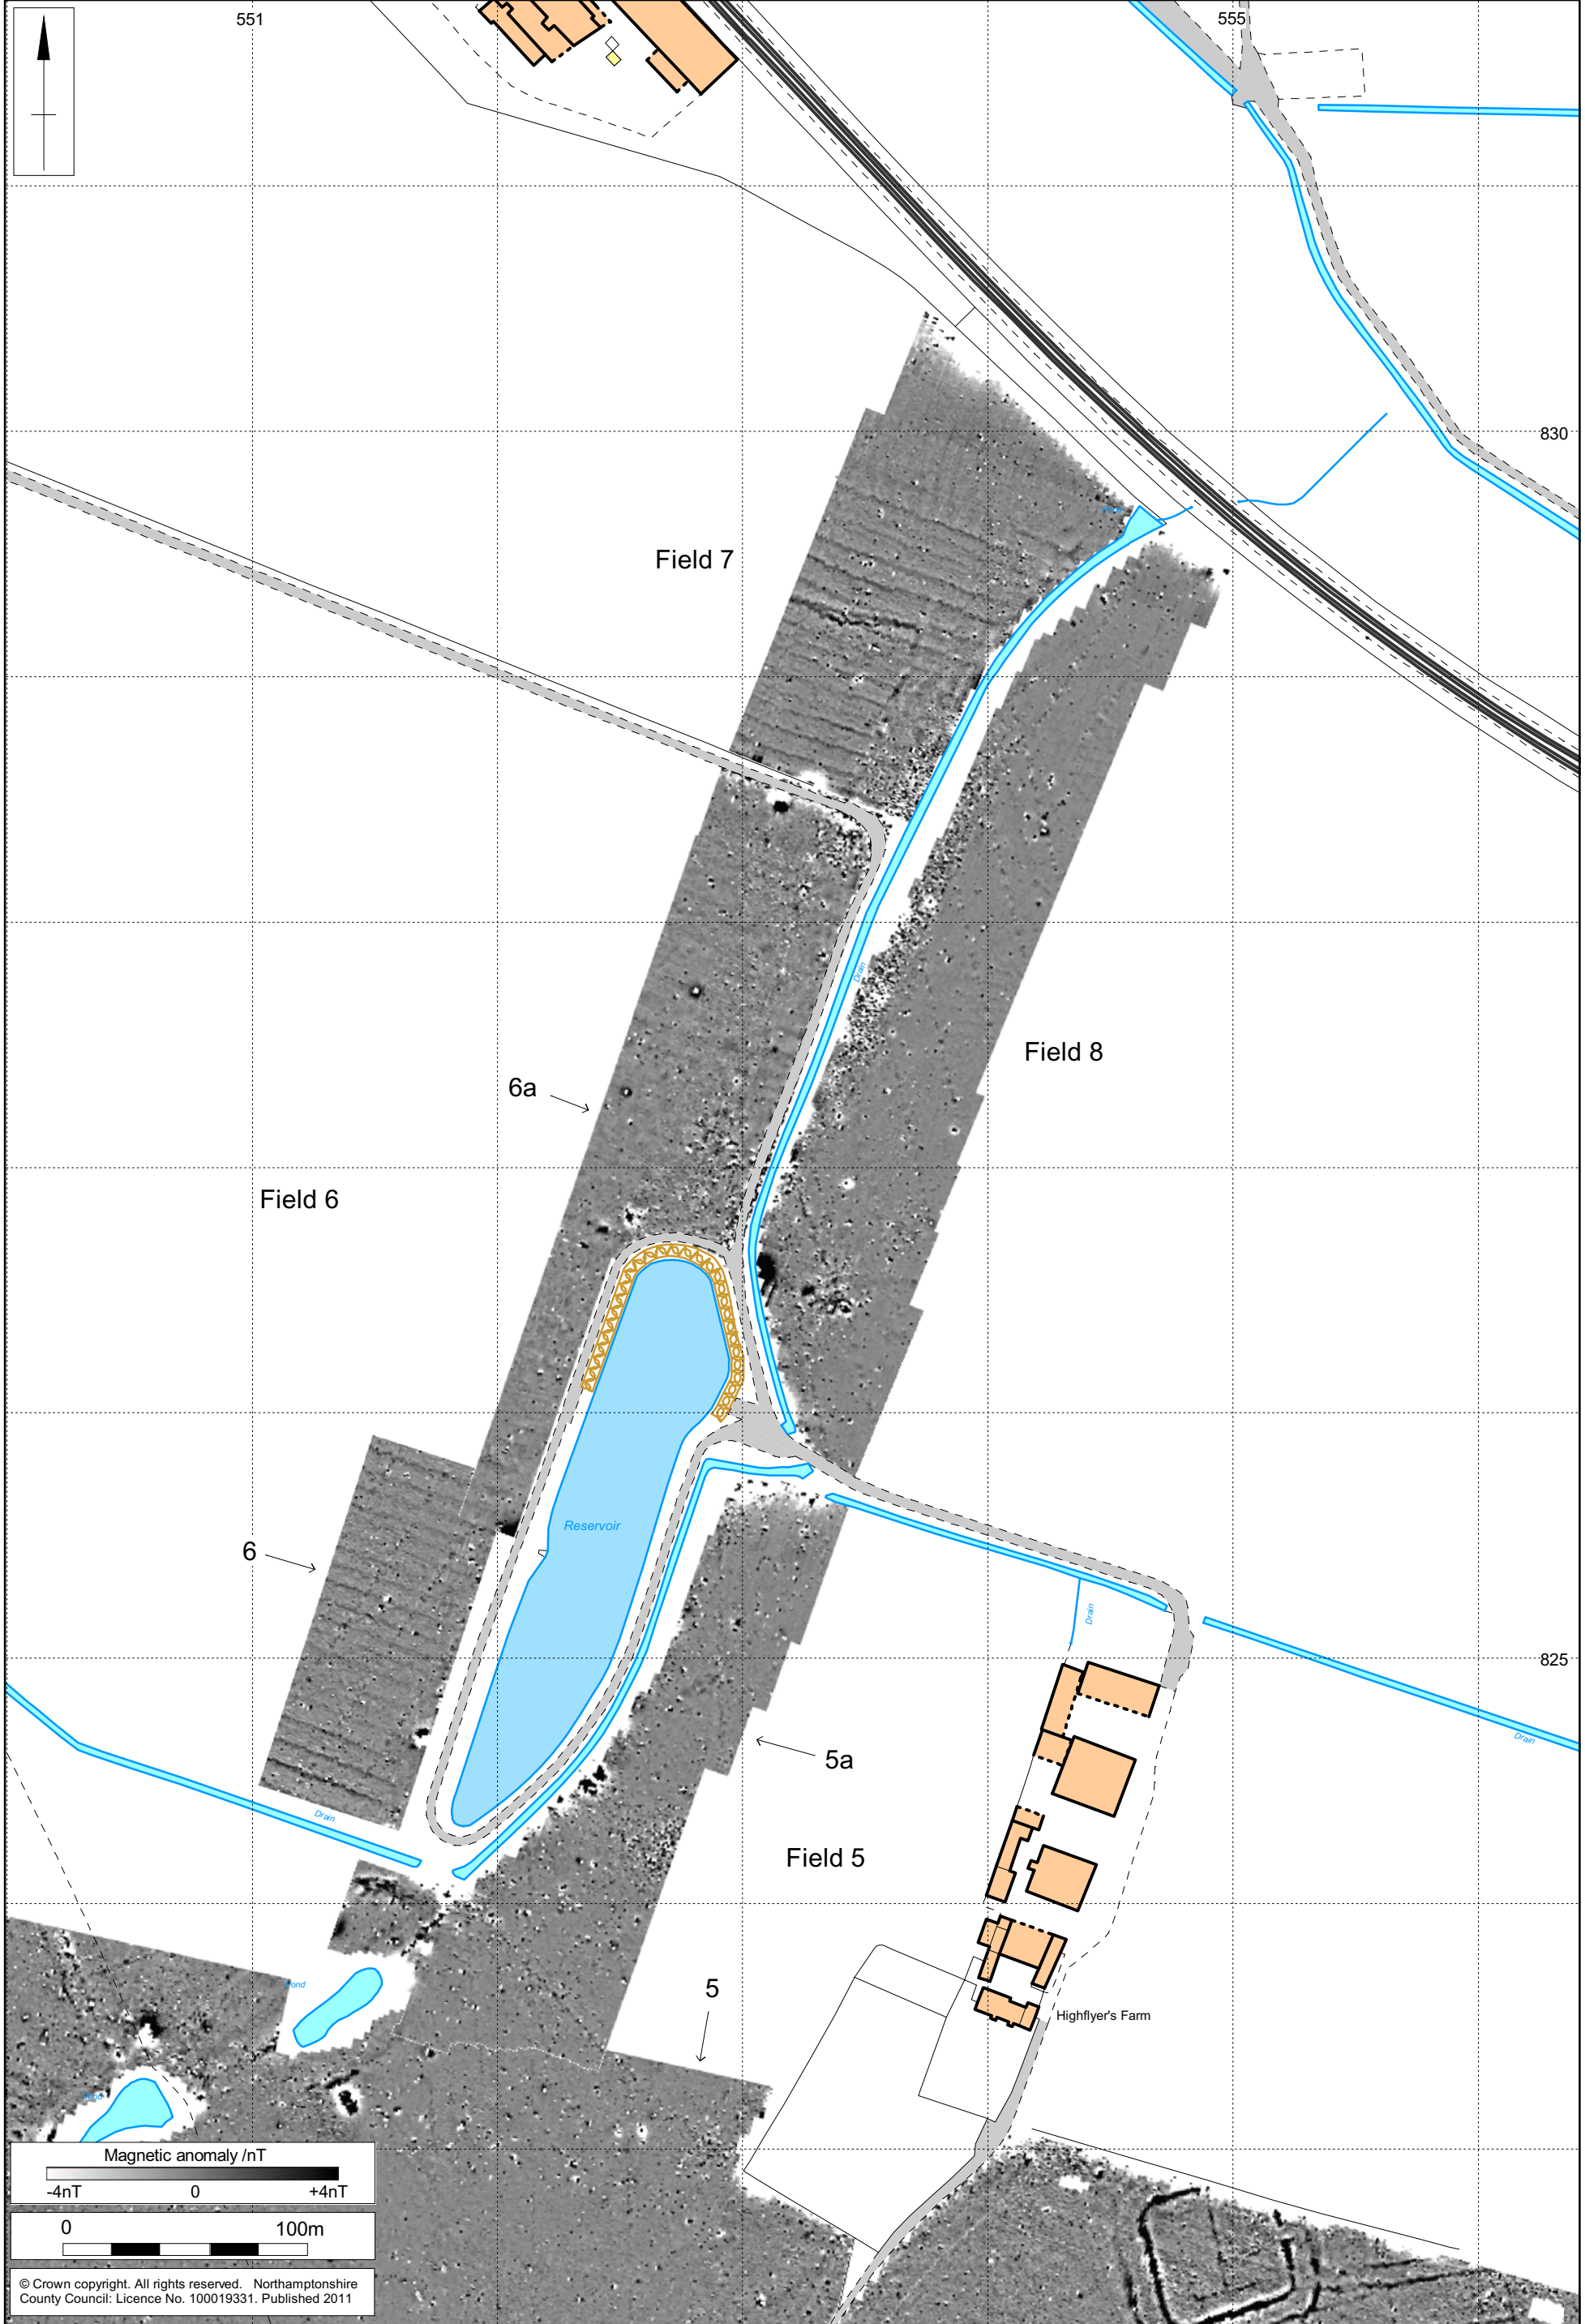 551
555
830
Field 7
Drain
Field 8
6a
Field 6
Reservoir
6
Drain
825
Drain
5a
Drain
Field 5
Pond
5
Highflyer's Farm
Pond
Magnetic anomaly /nT
-4nT 0 +4nT
0 100m
© Crown copyright. All rights reserved. Northamptonshire
County Council: Licence No. 100019331. Published 2011